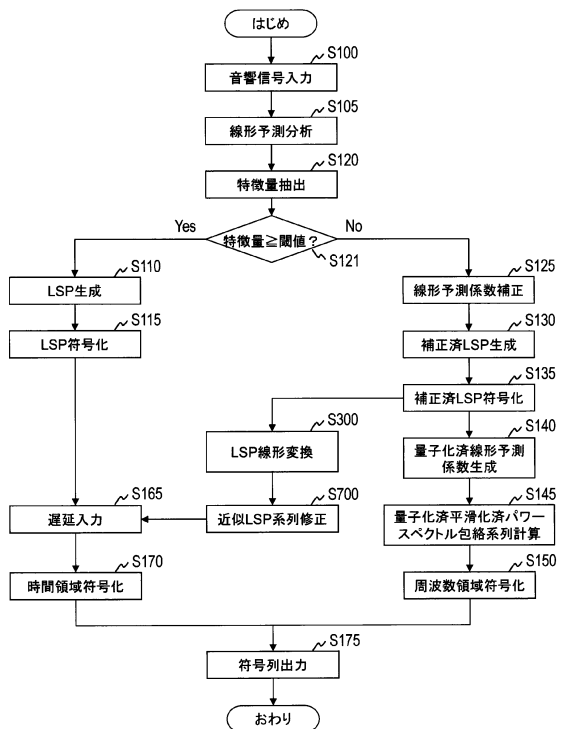 はじめ
S100
音響信号入力
S105
線形予測分析
S120
特徴量抽出
Yes
特徴量≧閾値？
No
S121
S110
LSP生成
S125
線形予測係数補正
S115
LSP符号化
S130
補正済LSP生成
S135
補正済LSP符号化
S300
LSP線形変換
S140
量子化済線形予測
係数生成
S165
遅延入力
S700
近似LSP系列修正
S145
量子化済平滑化済パワー
スペクトル包絡系列計算
S170
時間領域符号化
S150
周波数領域符号化
S175
符号列出力
おわり